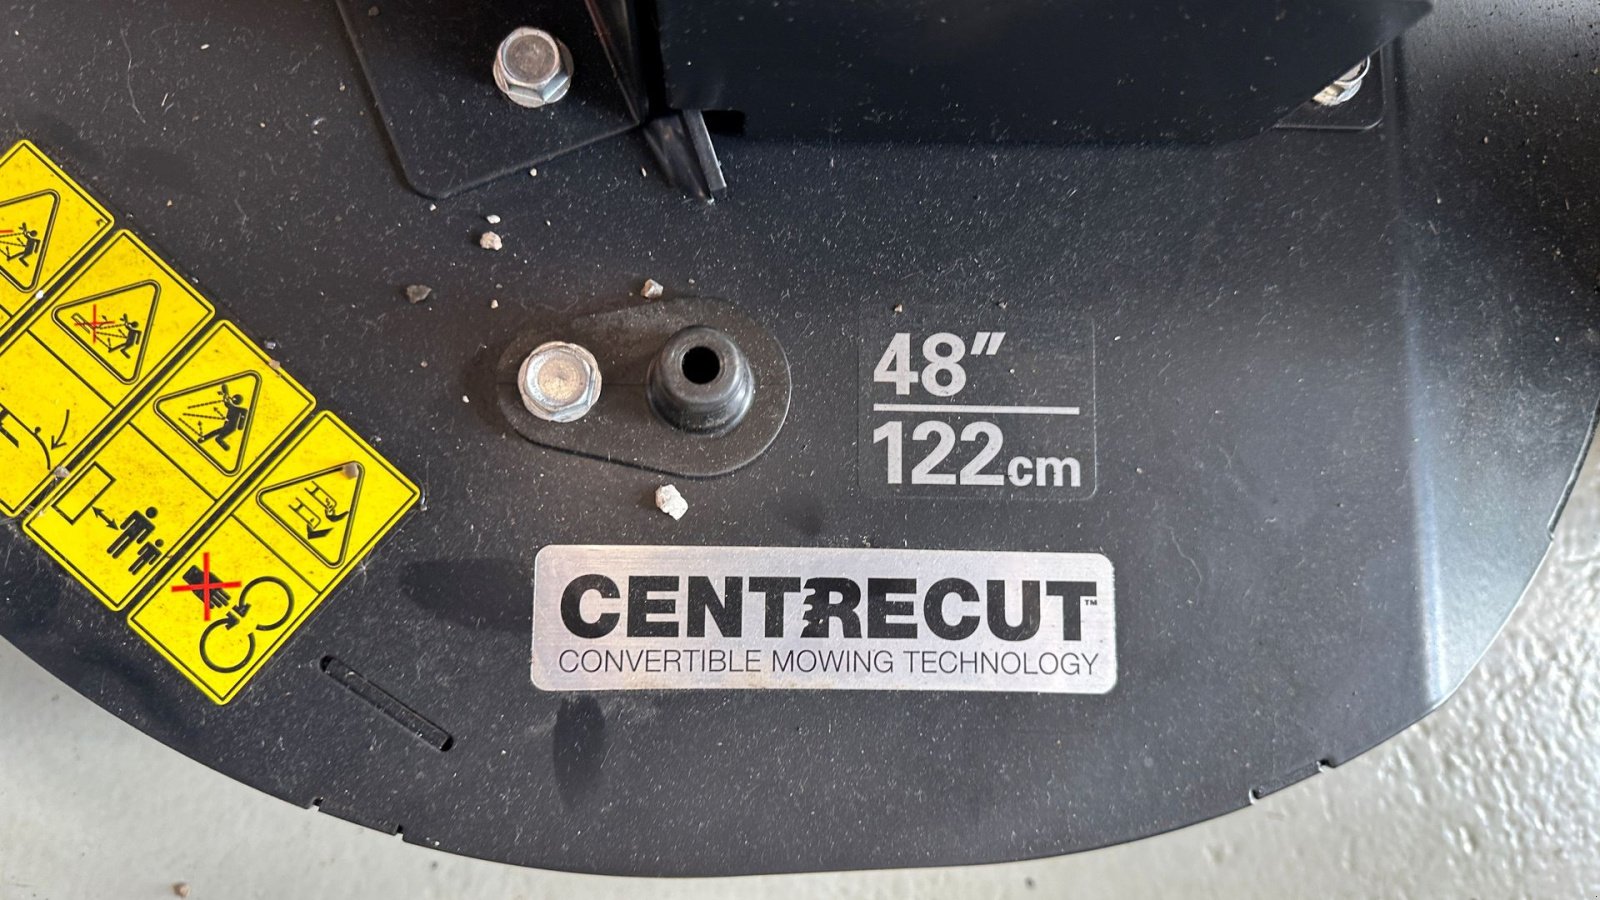 48"
122cm
CENTRECUT™
CONVERTIBLE MOWING TECHNOLOGY